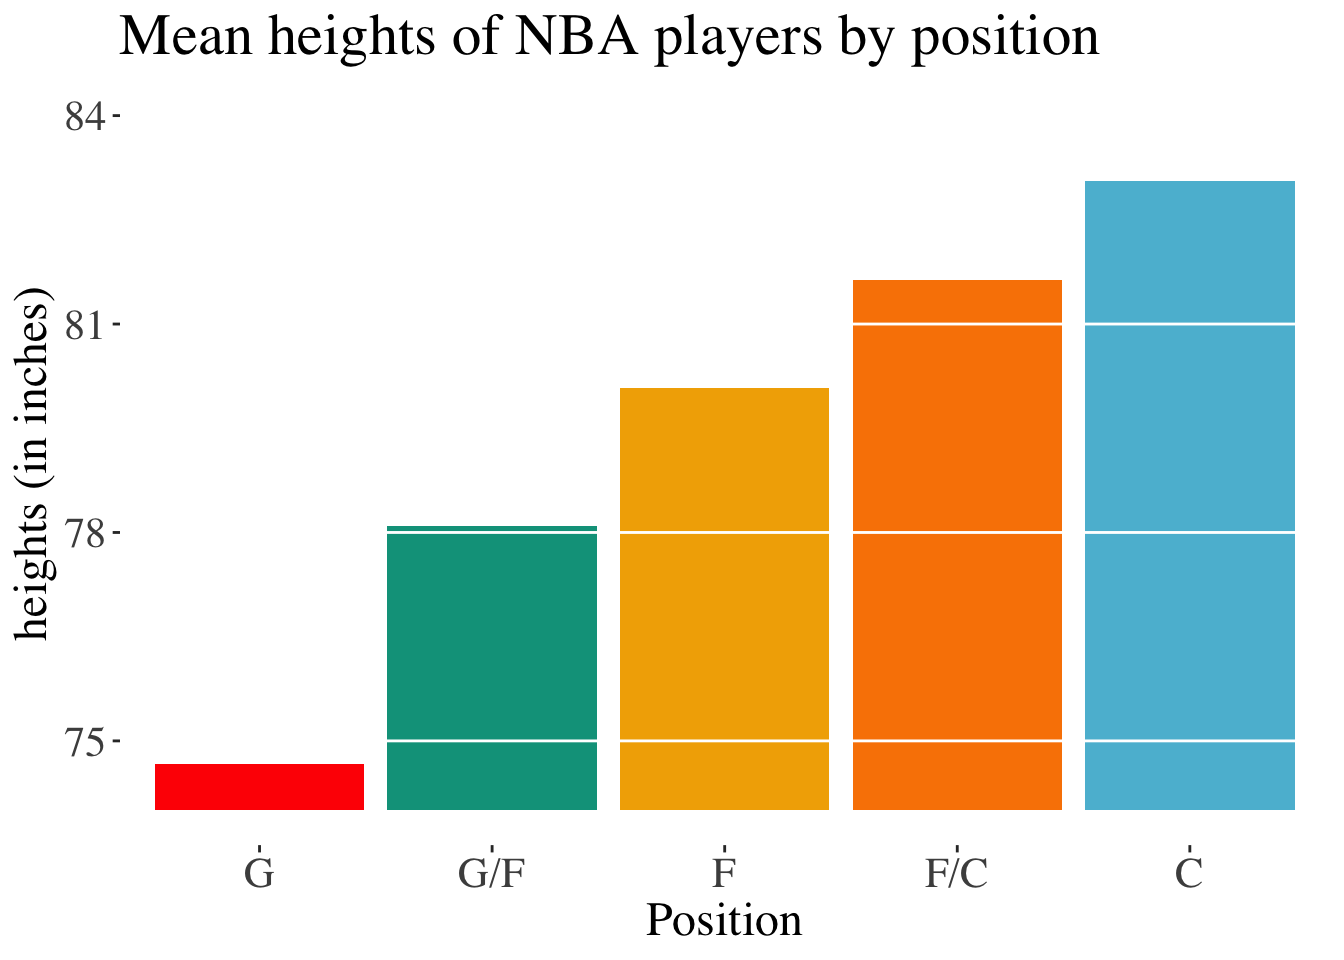 Mean heights of NBA players by position
84
81
78
75
heights (in inches)
G G/F F F/C C
Position